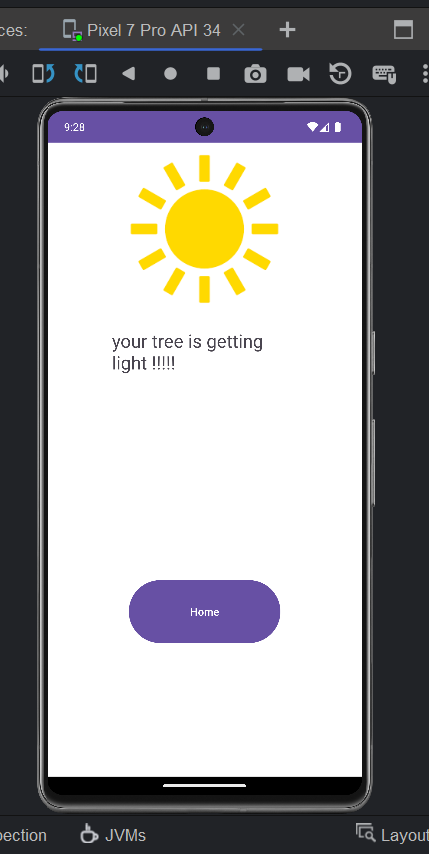 ces: Pixel 7 Pro API 34
9:28
your tree is getting
light !!!!!
Home
pection JVMs Layout